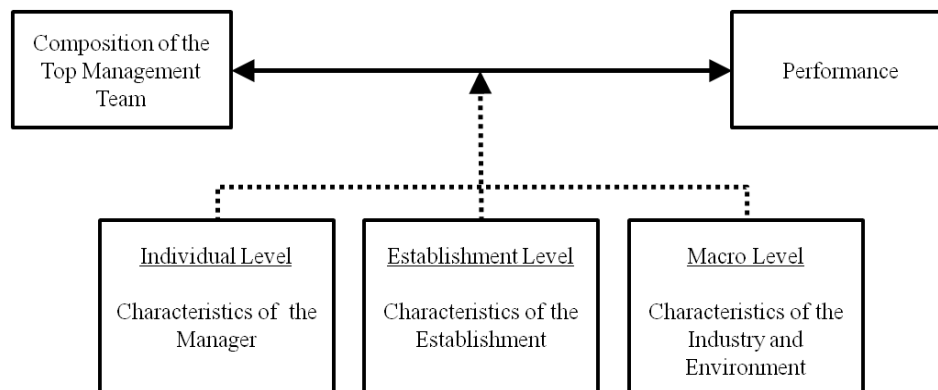 Composition of the
Top Management
Team
Performance
Individual Level
Characteristics of the
Manager
Establishment Level
Characteristics of the
Establishment
Macro Level
Characteristics of the
Industry and
Environment